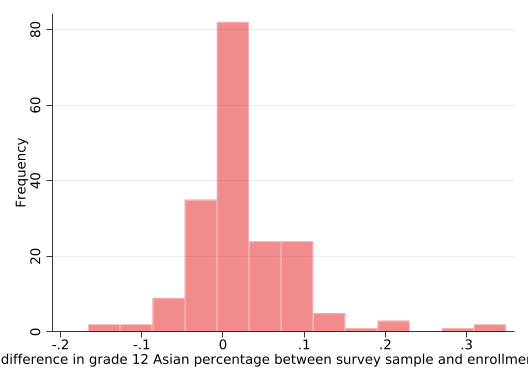 80
60
40
20
0
Frequency
-.2 -.1 0 .1 .2 .3
difference in grade 12 Asian percentage between survey sample and